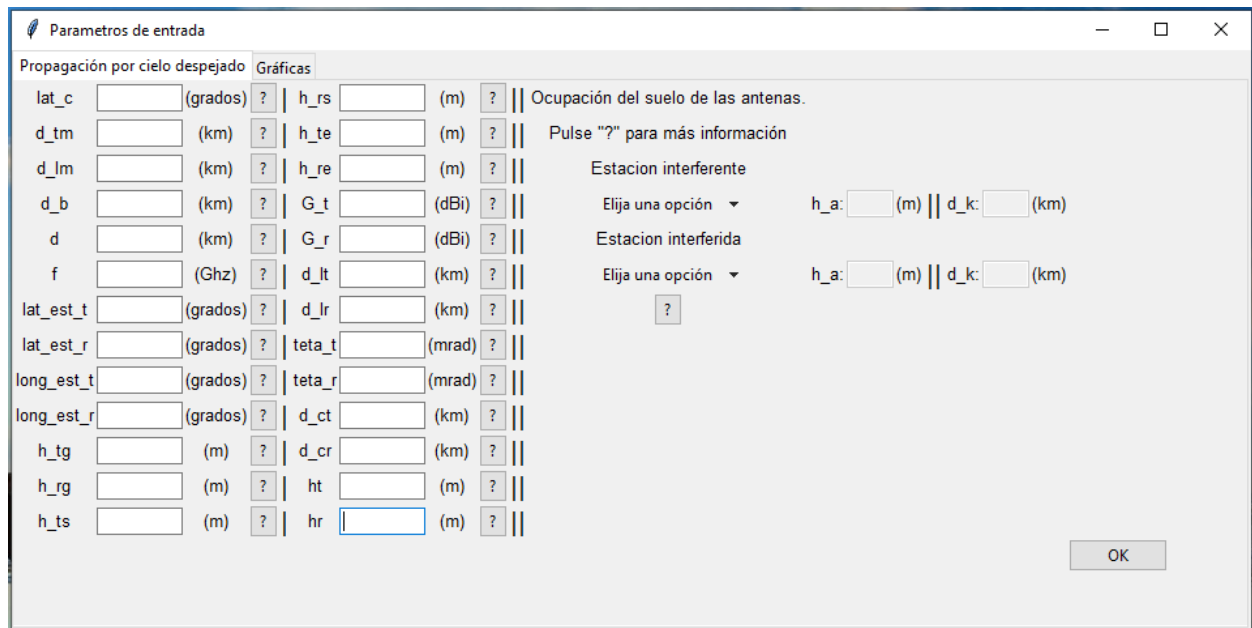 Parametros de entrada
Propagación por cielo despejado Gráficas
lat_c (grados) ? | h_rs (m) ? || Ocupación del suelo de las antenas.
d_tm (km) ? | h_te (m) ? || Pulse "?" para más información
d_lm (km) ? | h_re (m) ? || Estacion interferente
d_b (km) ? | G_t (dBi) ? || Elija una opción h_a: (m) || d_k: (km)
d (km) ? | G_r (dBi) ? || Estacion interferida
f (Ghz) ? | d_lt (km) ? || Elija una opción h_a: (m) || d_k: (km)
lat_est_t (grados) ? | d_lr (km) ? || ?
lat_est_r (grados) ? | teta_t (mrad) ? ||
long_est_t (grados) ? | teta_r (mrad) ? ||
long_est_r (grados) ? | d_ct (km) ? ||
h_tg (m) ? | d_cr (km) ? ||
h_rg (m) ? | ht (m) ? ||
h_ts (m) ? | hr (m) ? ||
OK